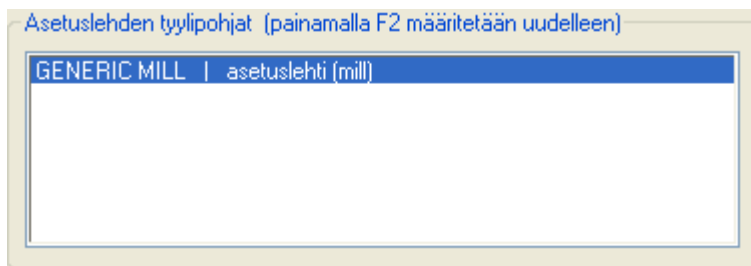 Asetuslehden tyylipohjat (painamalla F2 määritetään uudelleen)
GENERIC MILL | asetuslehti (mill)